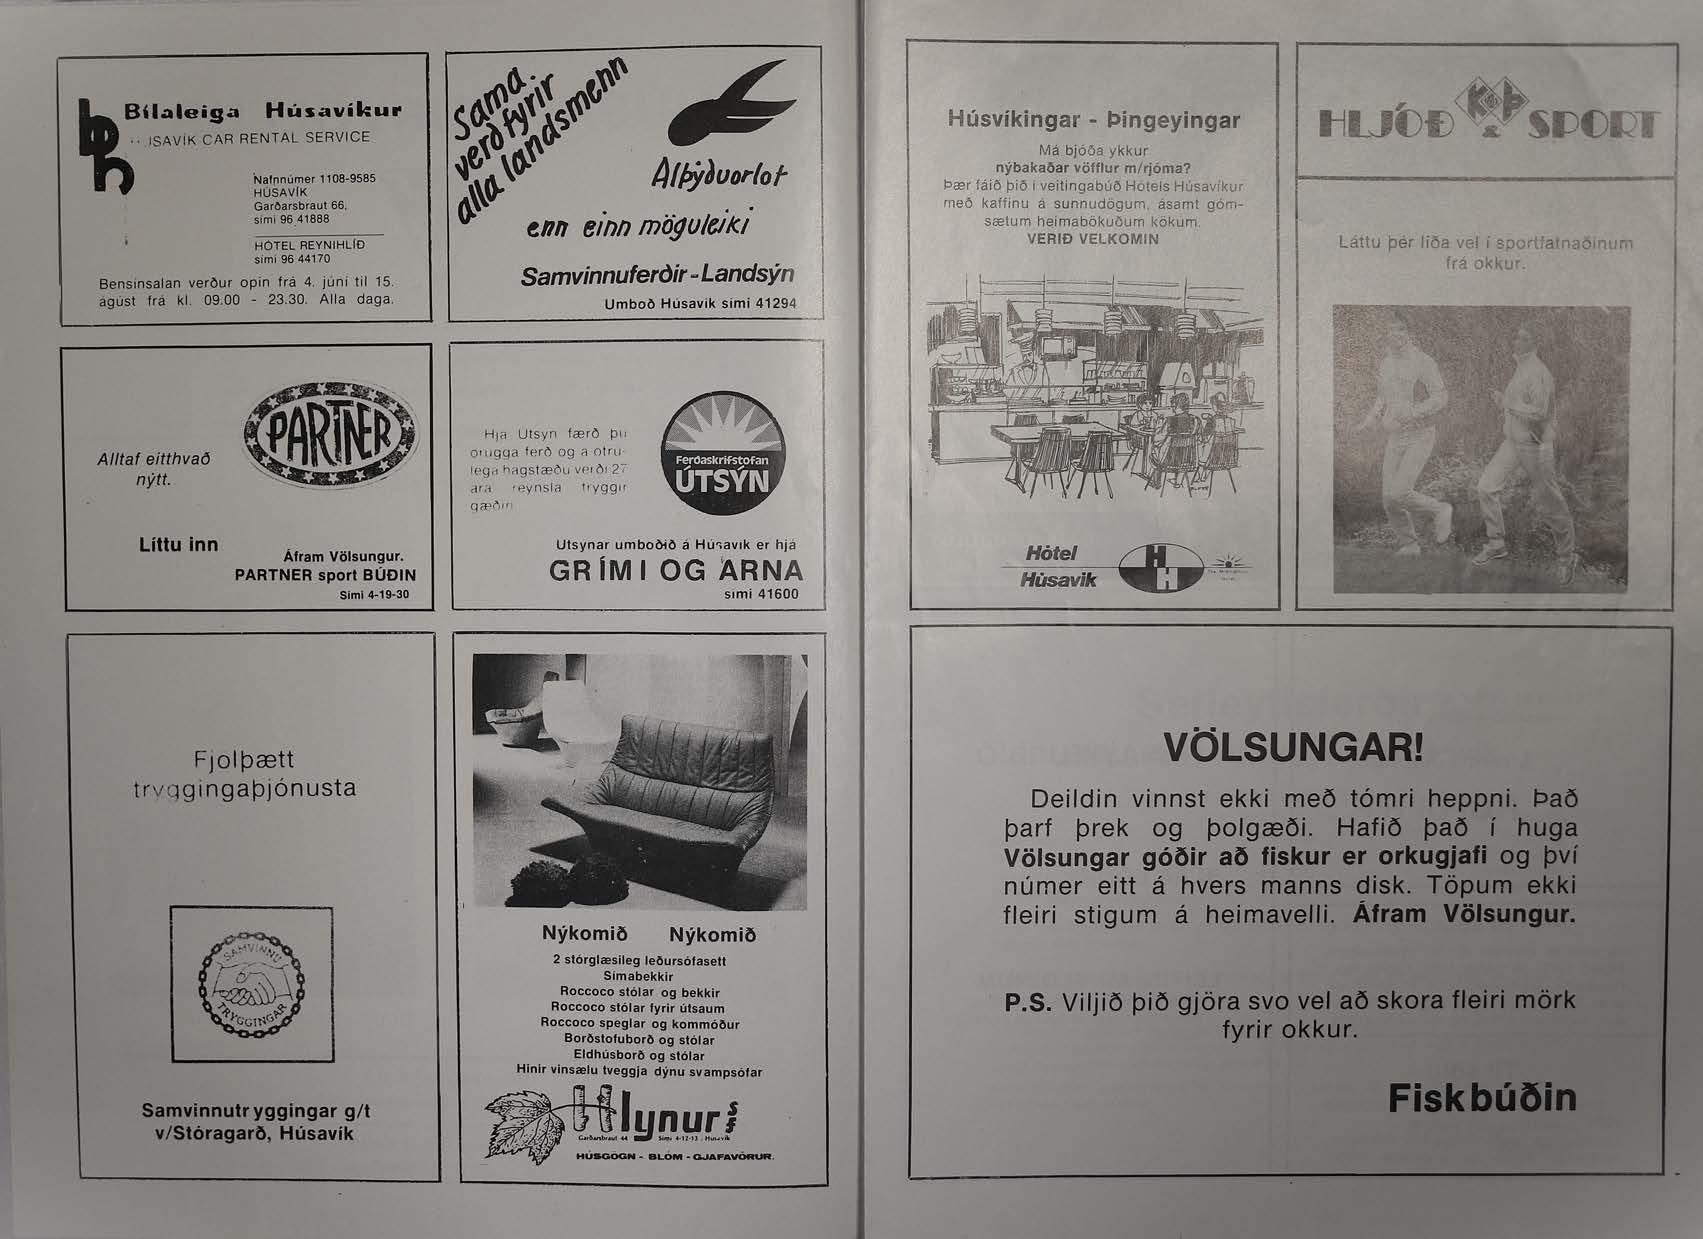 Bílaleiga Húsavíkur
CAR RENTAL SERVICE
Nafnnúmer 1108-9585
HÚSAVÍK
Garðarsbraut 66,
sími 96 41888
HÓTEL REYNIHLÍÐ
sími 96 44170
Bensínsalan verður opin frá 4. júní til 15.
ágúst frá kl. 09.00 - 23.30. Alla daga.
Sama
verð fyrir
alla landsmenn
Alþýðuorlof
enn einn möguleiki
Samvinnuferðir - Landsýn
Umboð Húsavík sími 41294
PARTNER
Alltaf eitthvað
nýtt.
Líttu inn
Áfram Völsungur.
PARTNER sport BÚÐIN
Sími 4-19-30
Hjá Útsýn færð þú
örugga ferð og á ótrú-
lega hagstæðu verði 27
ára reynsla tryggir
gæðin
Ferðaskrifstofan
ÚTSÝN
Útsýnar umboðið á Húsavík er hjá
GRÍMI OG ÁRNA
sími 41600
Fjolþætt
tryggingaþjónusta
SAMVINNU
TRYGGINGAR
Samvinnutryggingar g/t
v/Stóragarð, Húsavík
Nýkomið Nýkomið
2 stórglæsileg leðursófasett
Símabekkir
Roccoco stólar og bekkir
Roccoco stólar fyrir útsaum
Roccoco speglar og kommóður
Borðstofuborð og stólar
Eldhúsborð og stólar
Hinir vinsælu tveggja dýnu svampsófar
Hlynur sf
Garðarsbraut 44 Sími 4-12-13 . Húsavík
HÚSGÖGN - BLÓM - GJAFAVÖRUR.
Húsvíkingar - Þingeyingar
Má bjóða ykkur
nýbakaðar vöfflur m/rjóma?
Þær fáið þið í veitingabúð Hótels Húsavíkur
með kaffinu á sunnudögum, ásamt góm-
sætum heimabökuðum kökum.
VERIÐ VELKOMIN
Hótel
Húsavik
H
H
HLJÓÐ & SPORT
Láttu þér líða vel í sportfatnaðinum
frá okkur.
VÖLSUNGAR!
Deildin vinnst ekki með tómri heppni. Það
þarf þrek og þolgæði. Hafið það í huga
Völsungar góðir að fiskur er orkugjafi og því
númer eitt á hvers manns disk. Töpum ekki
fleiri stigum á heimavelli. Áfram Völsungur.
P.S. Viljið þið gjöra svo vel að skora fleiri mörk
fyrir okkur.
Fiskbúðin